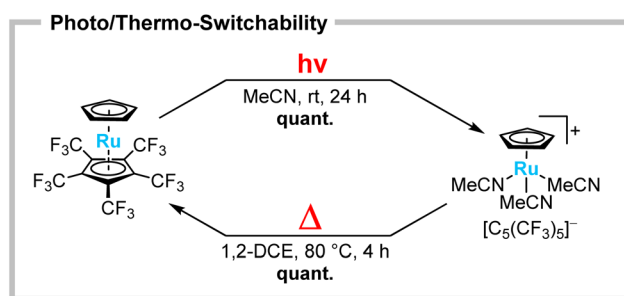 Photo/Thermo-Switchability
hν
MeCN, rt, 24 h
quant.
Ru
F₃C
CF₃
F₃C
CF₃
CF₃
+
Ru
MeCN
MeCN
MeCN
[C₅(CF₃)₅]⁻
Δ
1,2-DCE, 80 °C, 4 h
quant.